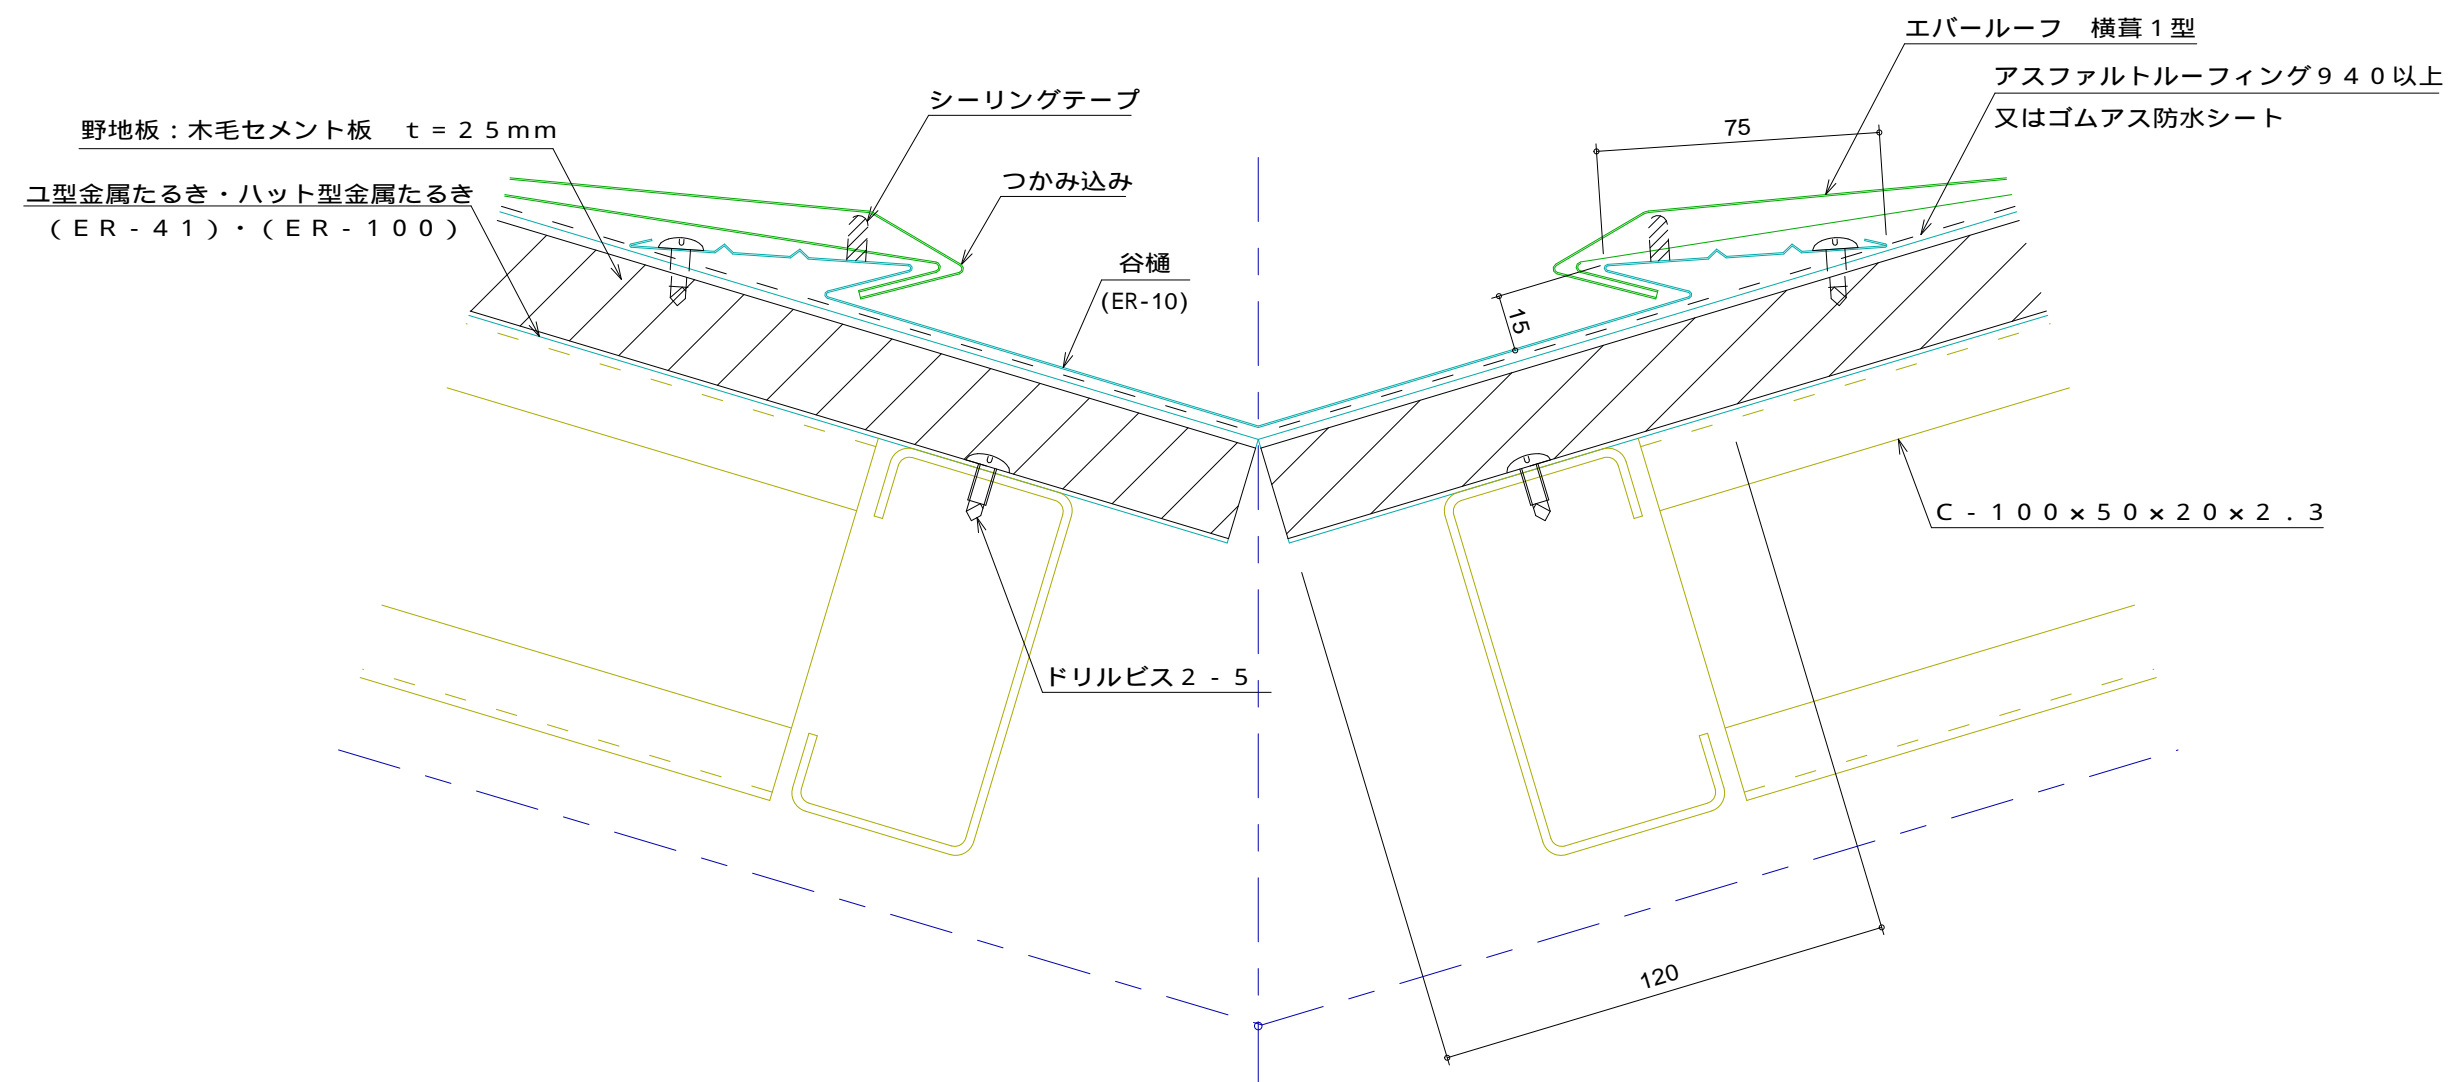 エバールーフ　横葺１型
アスファルトルーフィング９４０以上
又はゴムアス防水シート
シーリングテープ
野地板：木毛セメント板　ｔ＝２５ｍｍ
つかみ込み
ユ型金属たるき・ハット型金属たるき
（ＥＲ－４１）・（ＥＲ－１００）
75
谷樋
(ER-10)
15
Ｃ－１００×５０×２０×２．３
ドリルビス２－５
120